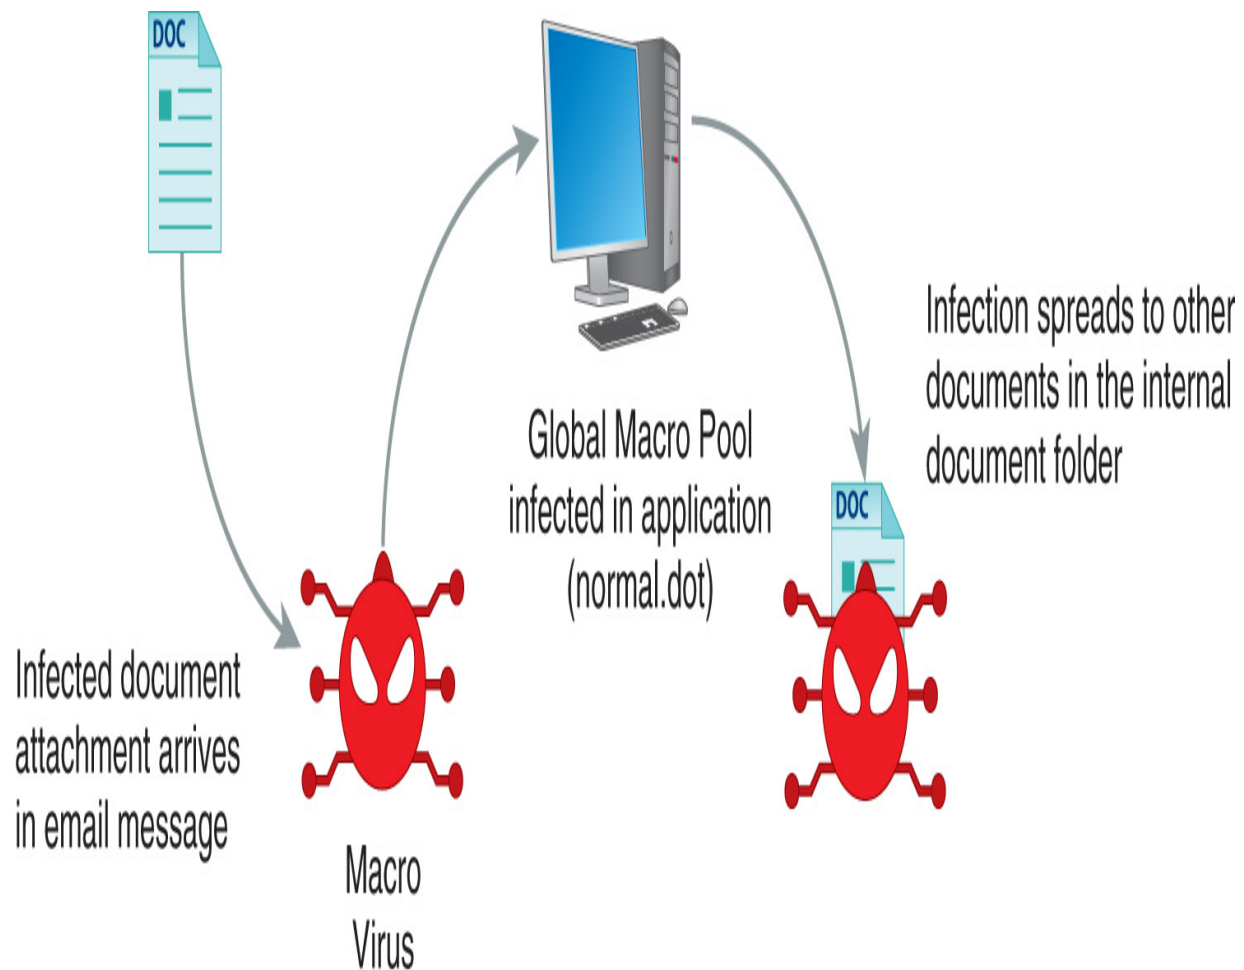 DOC
Infected document
attachment arrives
in email message
Macro
Virus
Global Macro Pool
infected in application
(normal.dot)
Infection spreads to other
documents in the internal
document folder
DOC